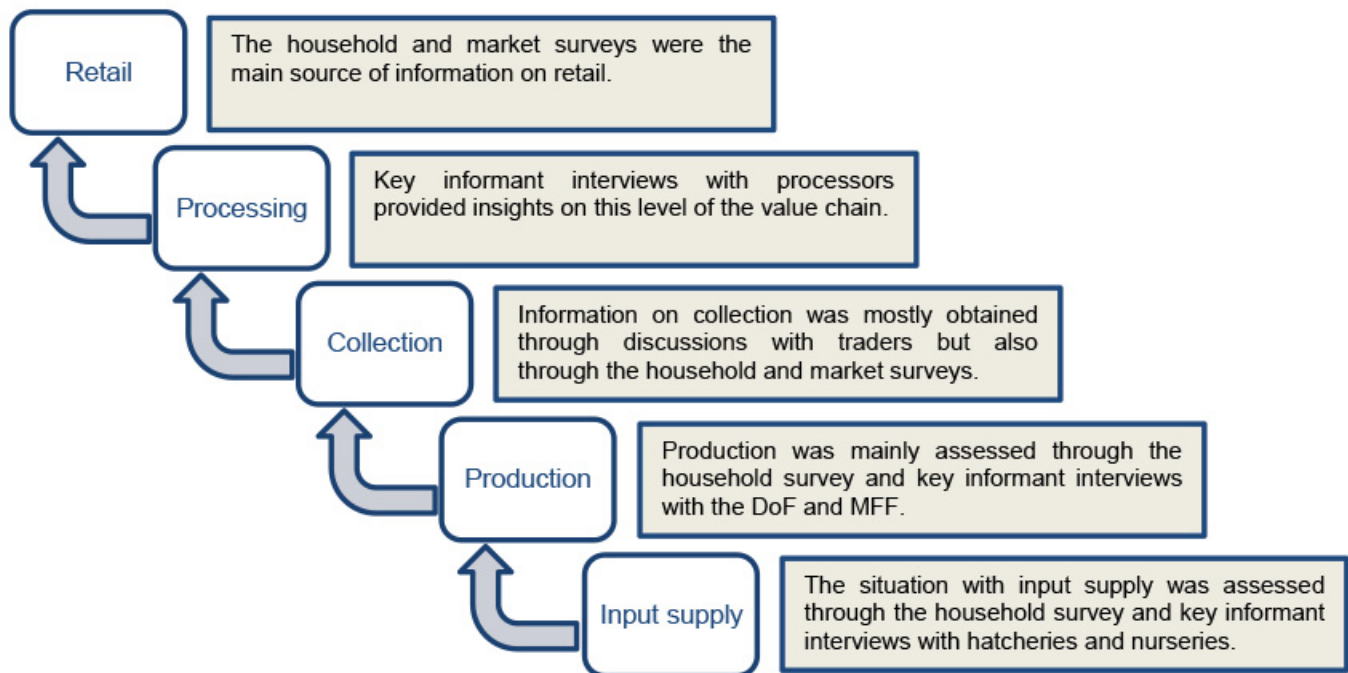 Retail
The household and market surveys were the
main source of information on retail.
Processing
Key informant interviews with processors
provided insights on this level of the value chain.
Collection
Information on collection was mostly obtained
through discussions with traders but also
through the household and market surveys.
Production
Production was mainly assessed through the
household survey and key informant interviews
with the DoF and MFF.
Input supply
The situation with input supply was assessed
through the household survey and key informant
interviews with hatcheries and nurseries.